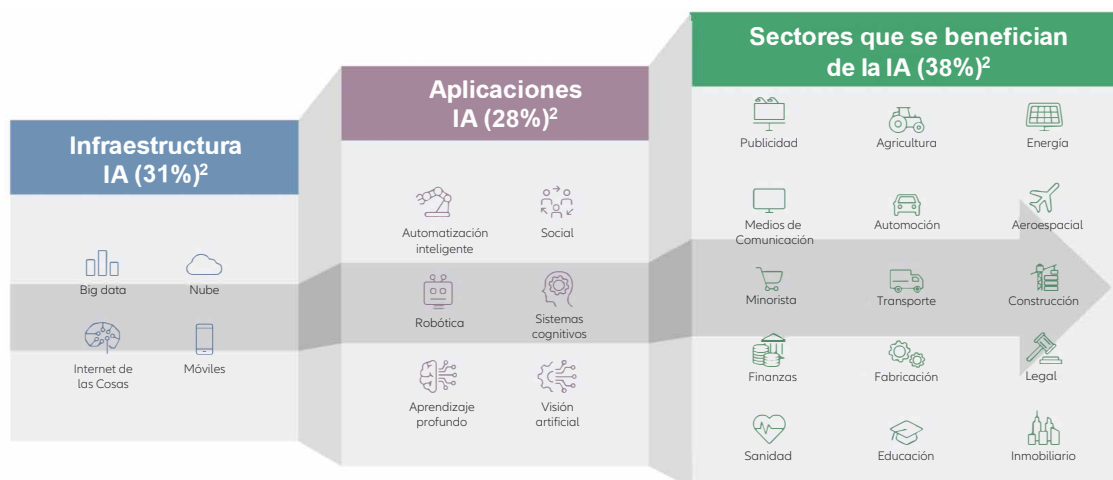 Infraestructura
IA (31%)²
Big data
Nube
Internet de
las Cosas
Móviles
Aplicaciones
IA (28%)²
Automatización
inteligente
Social
Robótica
Sistemas
cognitivos
Aprendizaje
profundo
Visión
artificial
Sectores que se benefician
de la IA (38%)²
Publicidad
Agricultura
Energía
Medios de
Comunicación
Automoción
Aeroespacial
Minorista
Transporte
Construcción
Finanzas
Fabricación
Legal
Sanidad
Educación
Inmobiliario